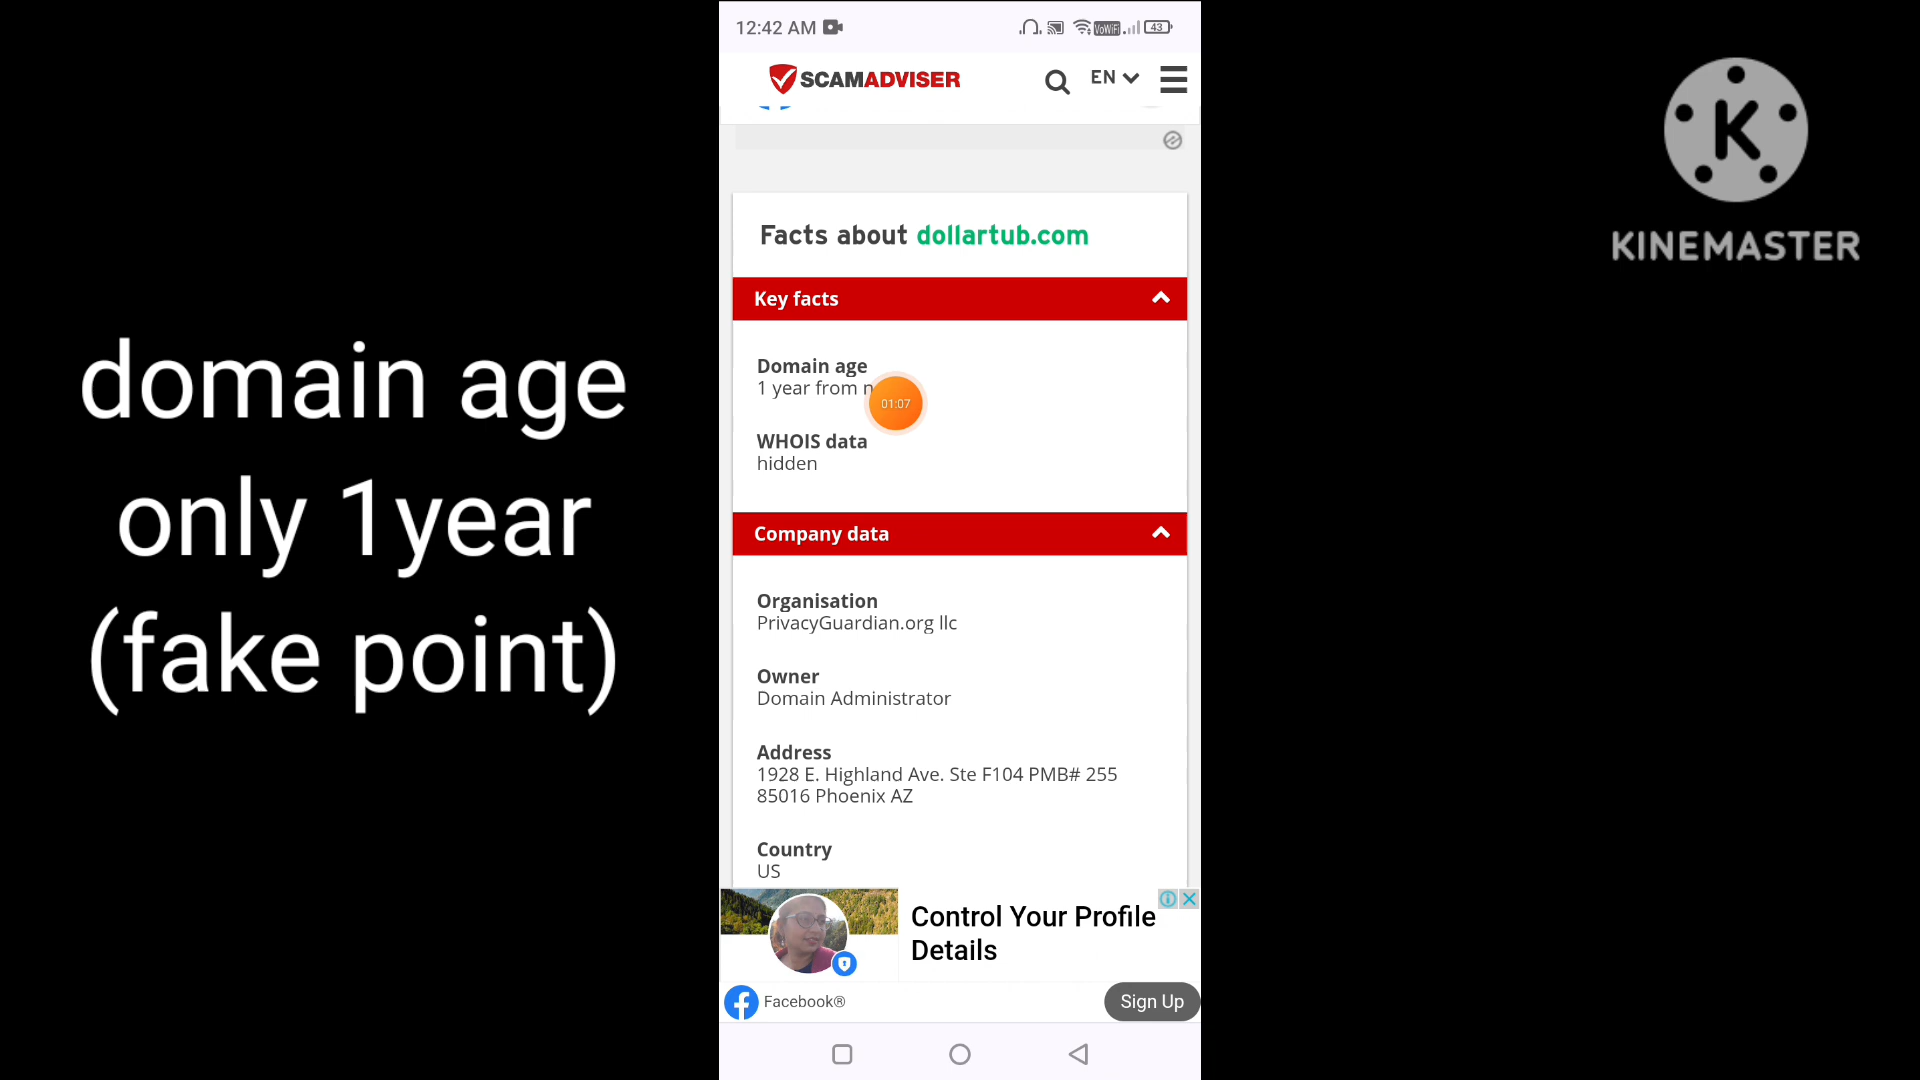 domain age
only 1year
(fake point)
12:42 AM
VoWiFi
43
SCAMADVISER
EN
Facts about dollartub.com
Key facts
Domain age
1 year from
01:07
WHOIS data
hidden
Company data
Organisation
PrivacyGuardian.org llc
Owner
Domain Administrator
Address
1928 E. Highland Ave. Ste F104 PMB# 255
85016 Phoenix AZ
Country
US
Control Your Profile
Details
Facebook®
Sign Up
K
KINEMASTER